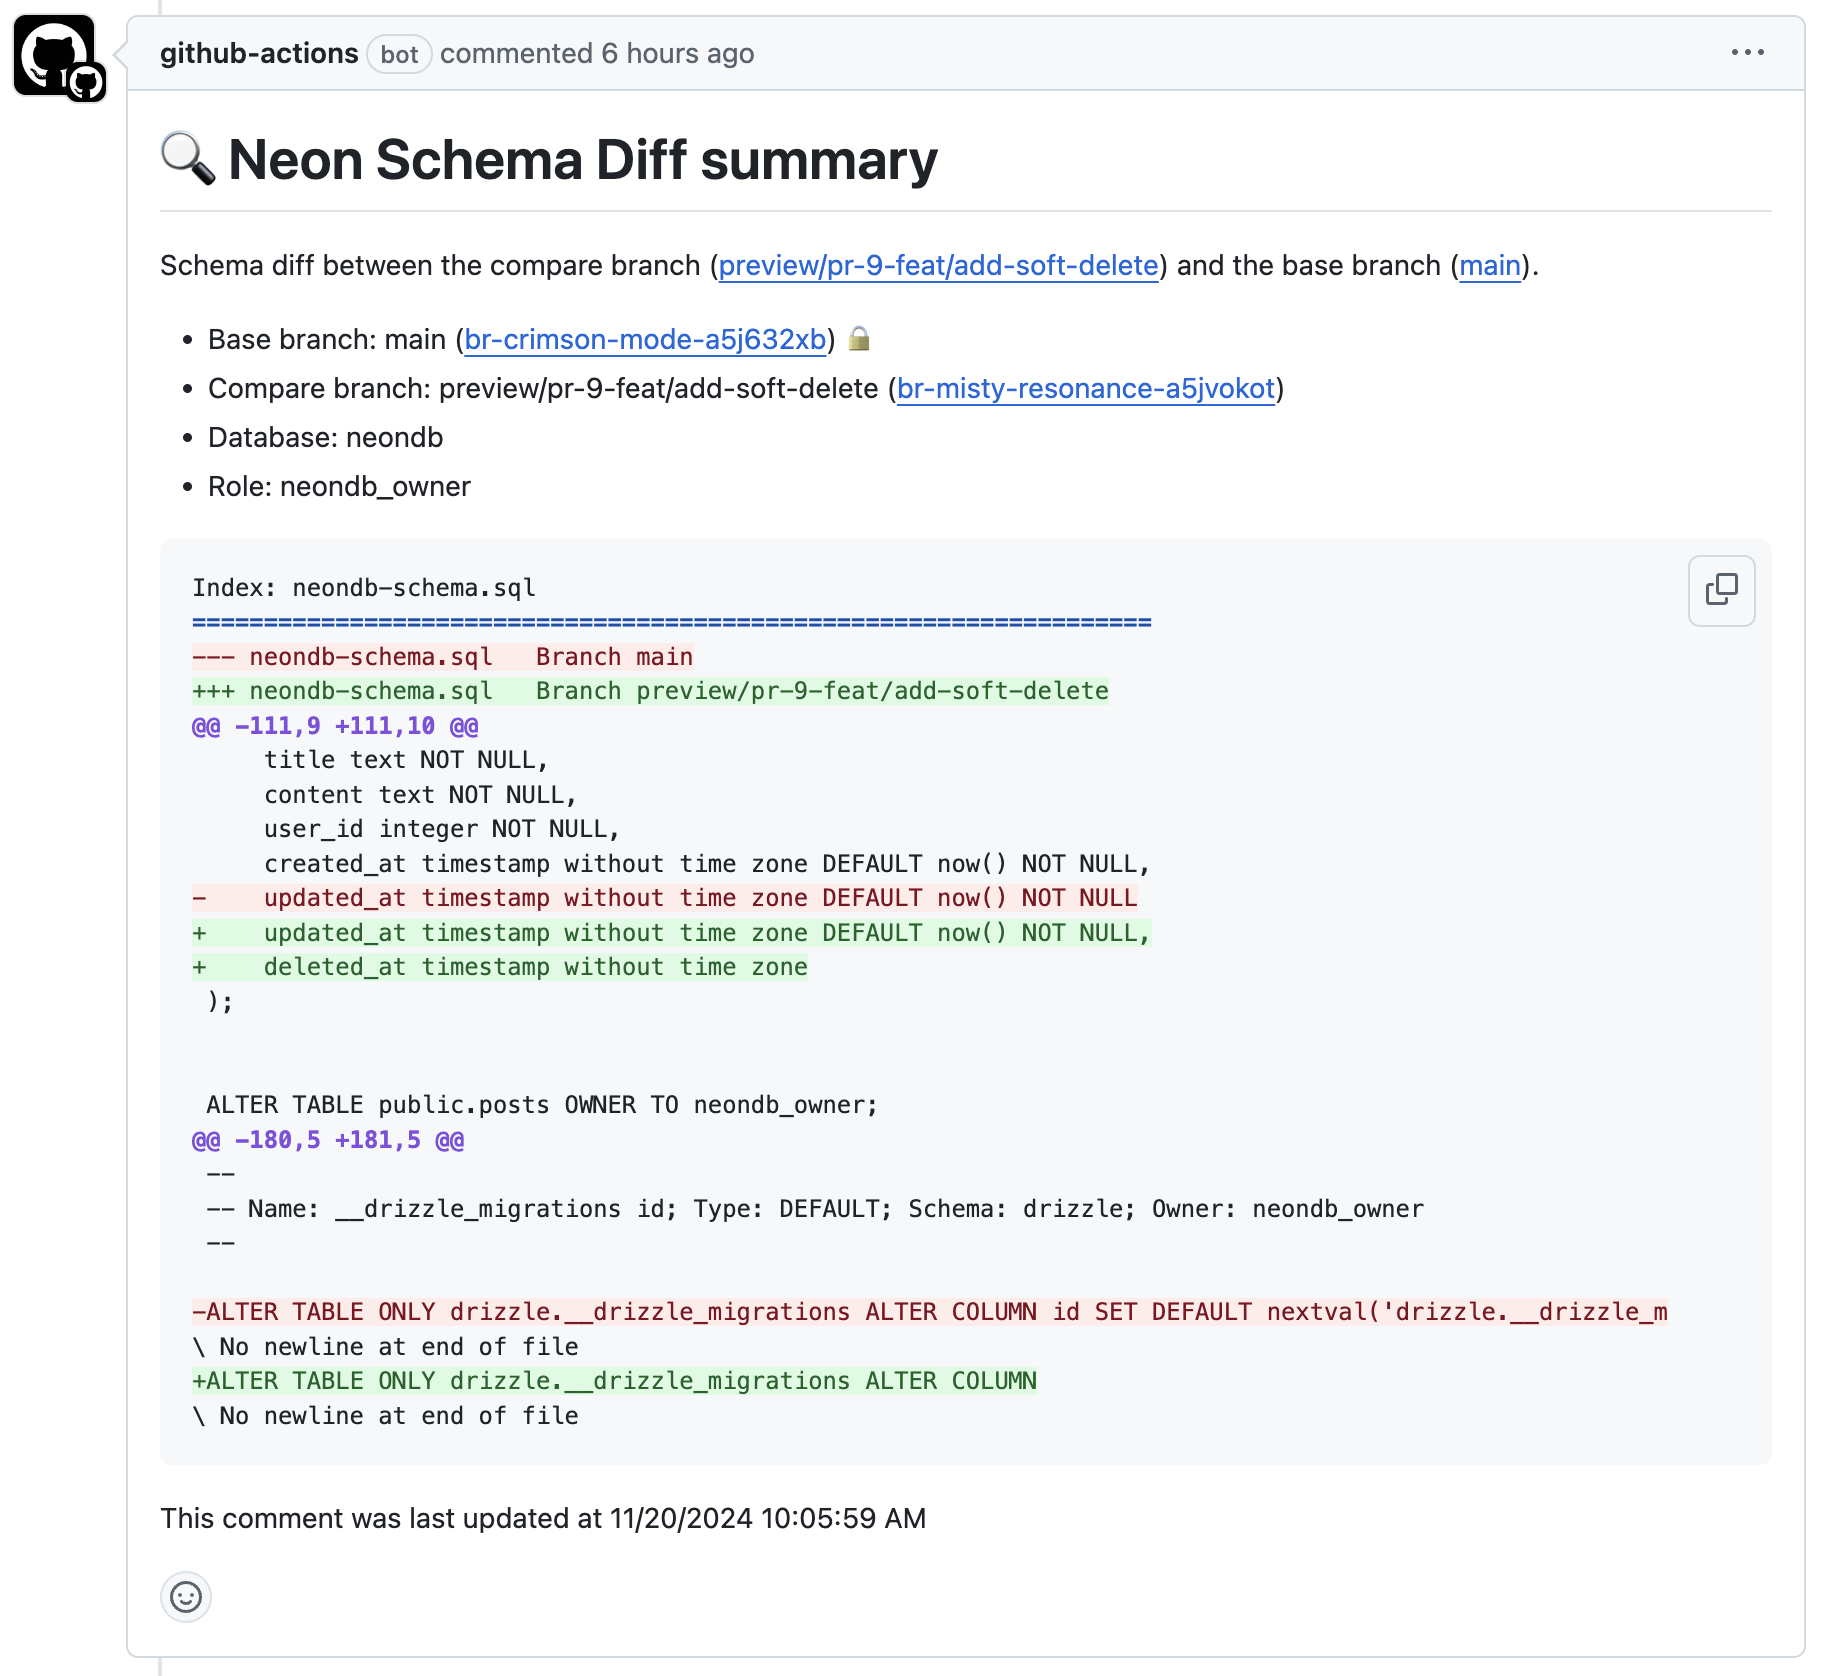 github-actions bot commented 6 hours ago
🔍 Neon Schema Diff summary
Schema diff between the compare branch (preview/pr-9-feat/add-soft-delete) and the base branch (main).
• Base branch: main (br-crimson-mode-a5j632xb) 🔒
• Compare branch: preview/pr-9-feat/add-soft-delete (br-misty-resonance-a5jvokot)
• Database: neondb
• Role: neondb_owner
Index: neondb-schema.sql
===================================================================
--- neondb-schema.sql   Branch main
+++ neondb-schema.sql   Branch preview/pr-9-feat/add-soft-delete
@@ -111,9 +111,10 @@
     title text NOT NULL,
     content text NOT NULL,
     user_id integer NOT NULL,
     created_at timestamp without time zone DEFAULT now() NOT NULL,
-    updated_at timestamp without time zone DEFAULT now() NOT NULL
+    updated_at timestamp without time zone DEFAULT now() NOT NULL,
+    deleted_at timestamp without time zone
 );
 ALTER TABLE public.posts OWNER TO neondb_owner;
@@ -180,5 +181,5 @@
 --
 -- Name: __drizzle_migrations id; Type: DEFAULT; Schema: drizzle; Owner: neondb_owner
 --
-ALTER TABLE ONLY drizzle.__drizzle_migrations ALTER COLUMN id SET DEFAULT nextval('drizzle.__drizzle_m
\ No newline at end of file
+ALTER TABLE ONLY drizzle.__drizzle_migrations ALTER COLUMN
\ No newline at end of file
This comment was last updated at 11/20/2024 10:05:59 AM